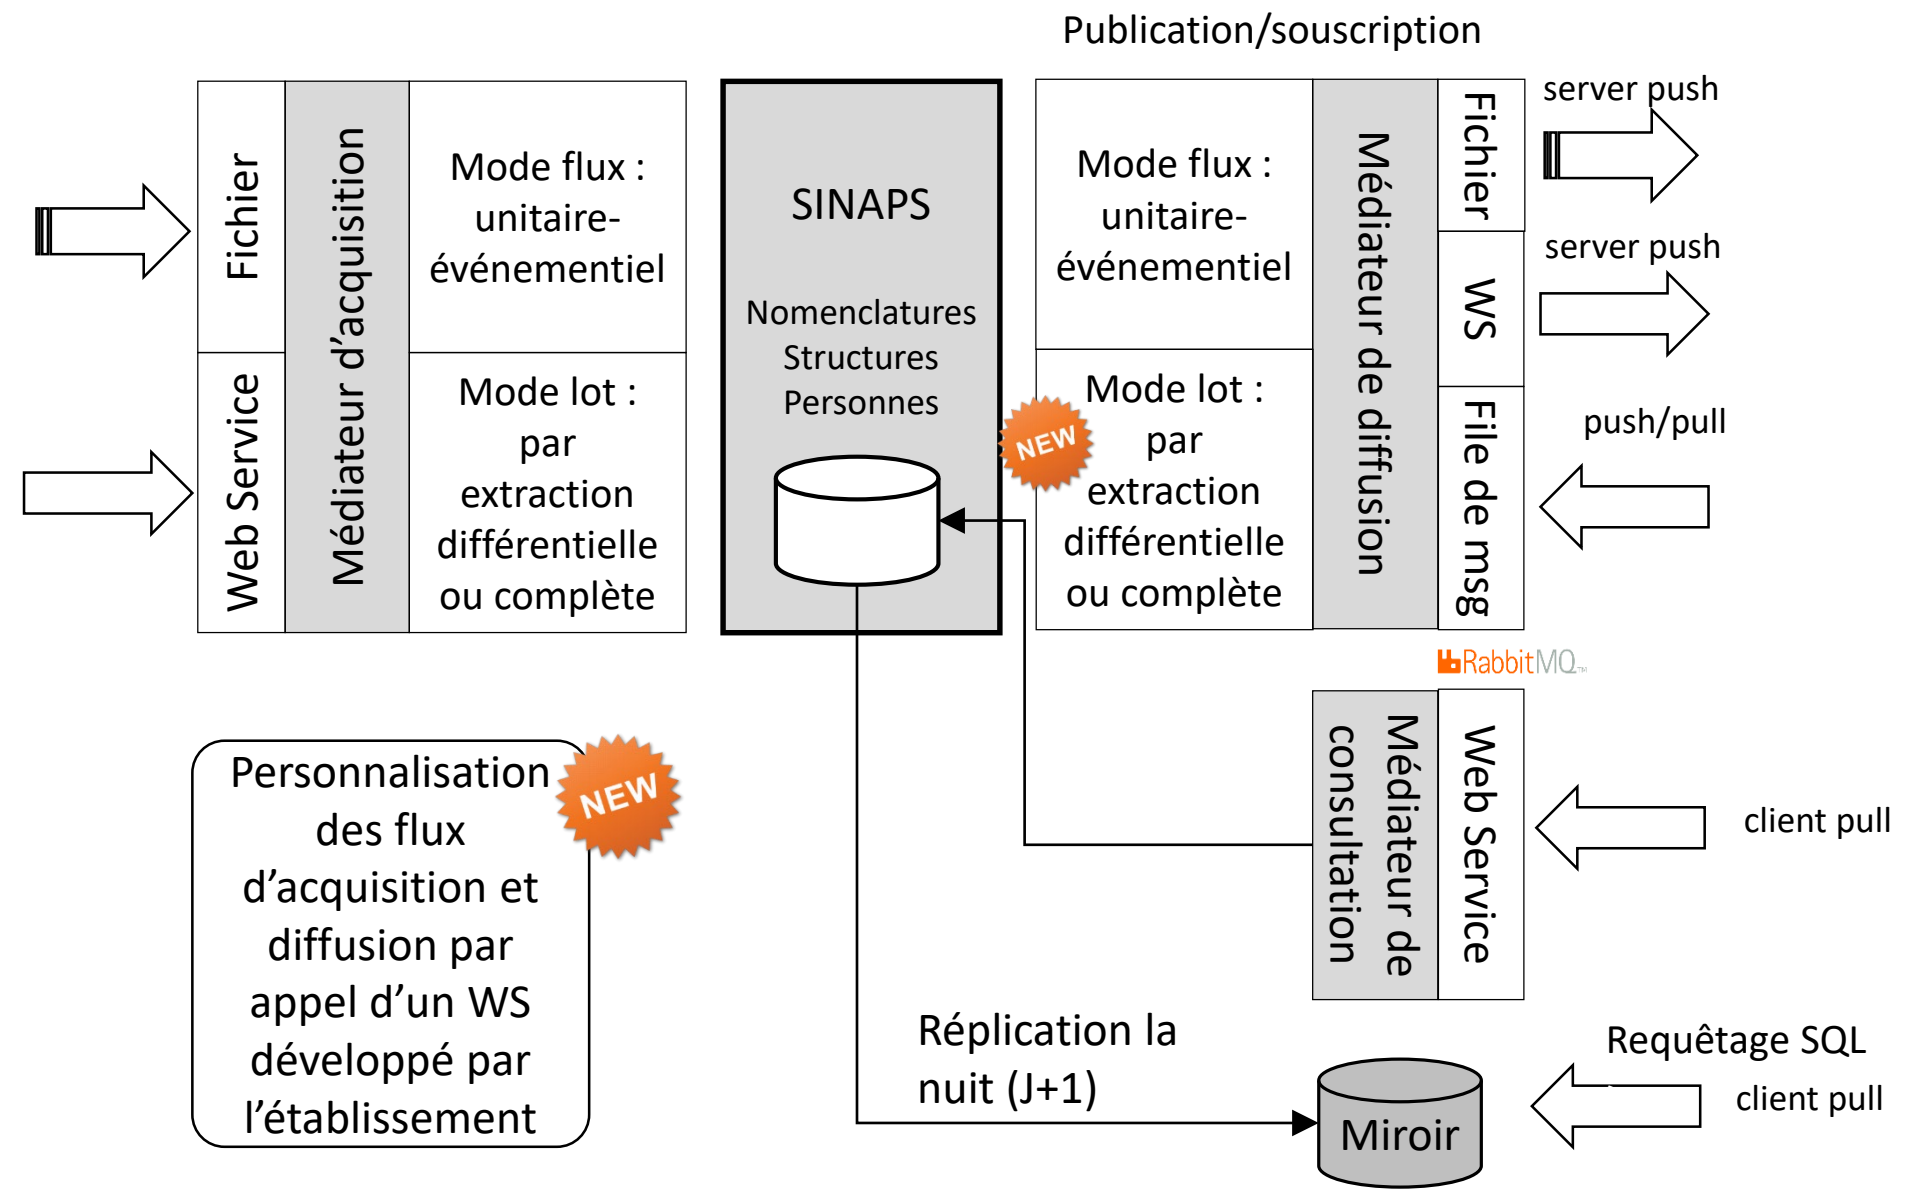 Publication/souscription
Fichier
Web Service
Médiateur d’acquisition
Mode flux :
unitaire-
événementiel
Mode lot :
par
extraction
différentielle
ou complète
SINAPS
Nomenclatures
Structures
Personnes
NEW
Mode flux :
unitaire-
événementiel
Mode lot :
par
extraction
différentielle
ou complète
Médiateur de diffusion
Fichier
WS
File de msg
server push
server push
push/pull
RabbitMQ™
Médiateur de
consultation
Web Service
client pull
Personnalisation
des flux
d’acquisition et
diffusion par
appel d’un WS
développé par
l’établissement
NEW
Réplication la
nuit (J+1)
Miroir
Requêtage SQL
client pull